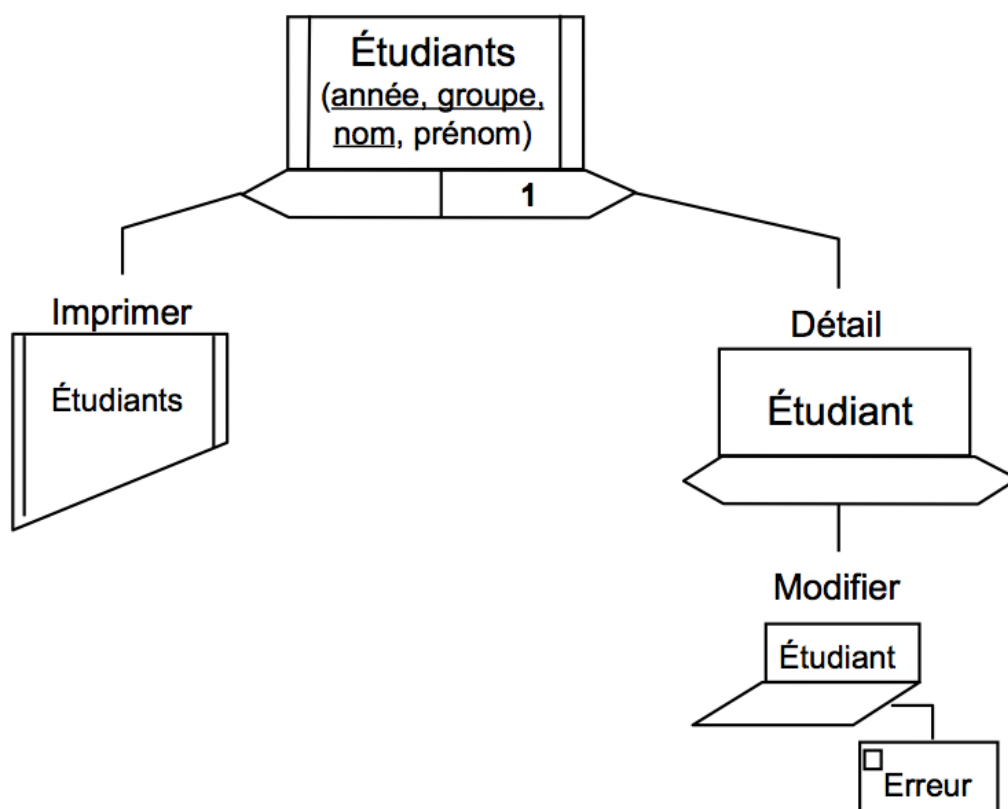 Étudiants
(année, groupe,
nom, prénom)
1
Imprimer
Étudiants
Détail
Étudiant
Modifier
Étudiant
Erreur